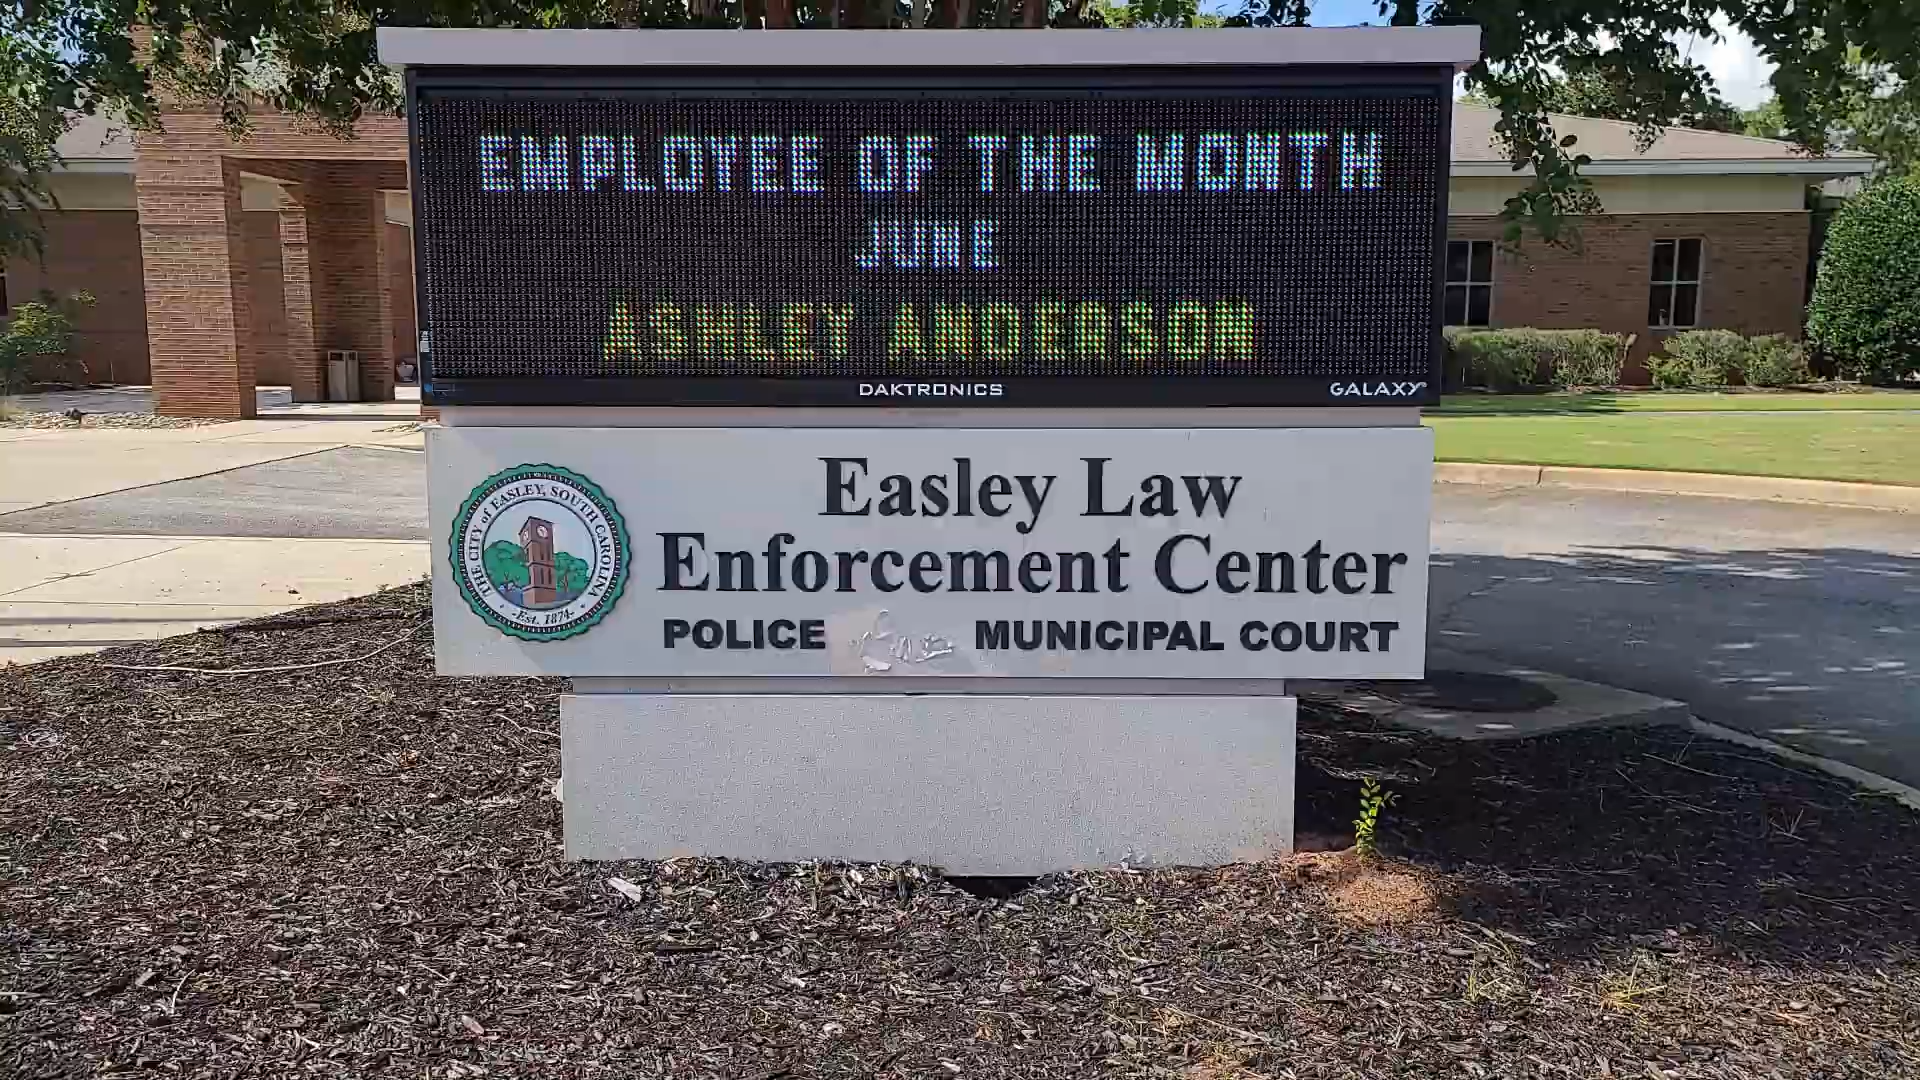 EMPLOYEE OF THE MONTH
JUNE
ASHLEY ANDERSON
DAKTRONICS
GALAXY®
Easley Law
Enforcement Center
POLICE MUNICIPAL COURT
THE CITY of EASLEY, SOUTH CAROLINA
Est. 1874